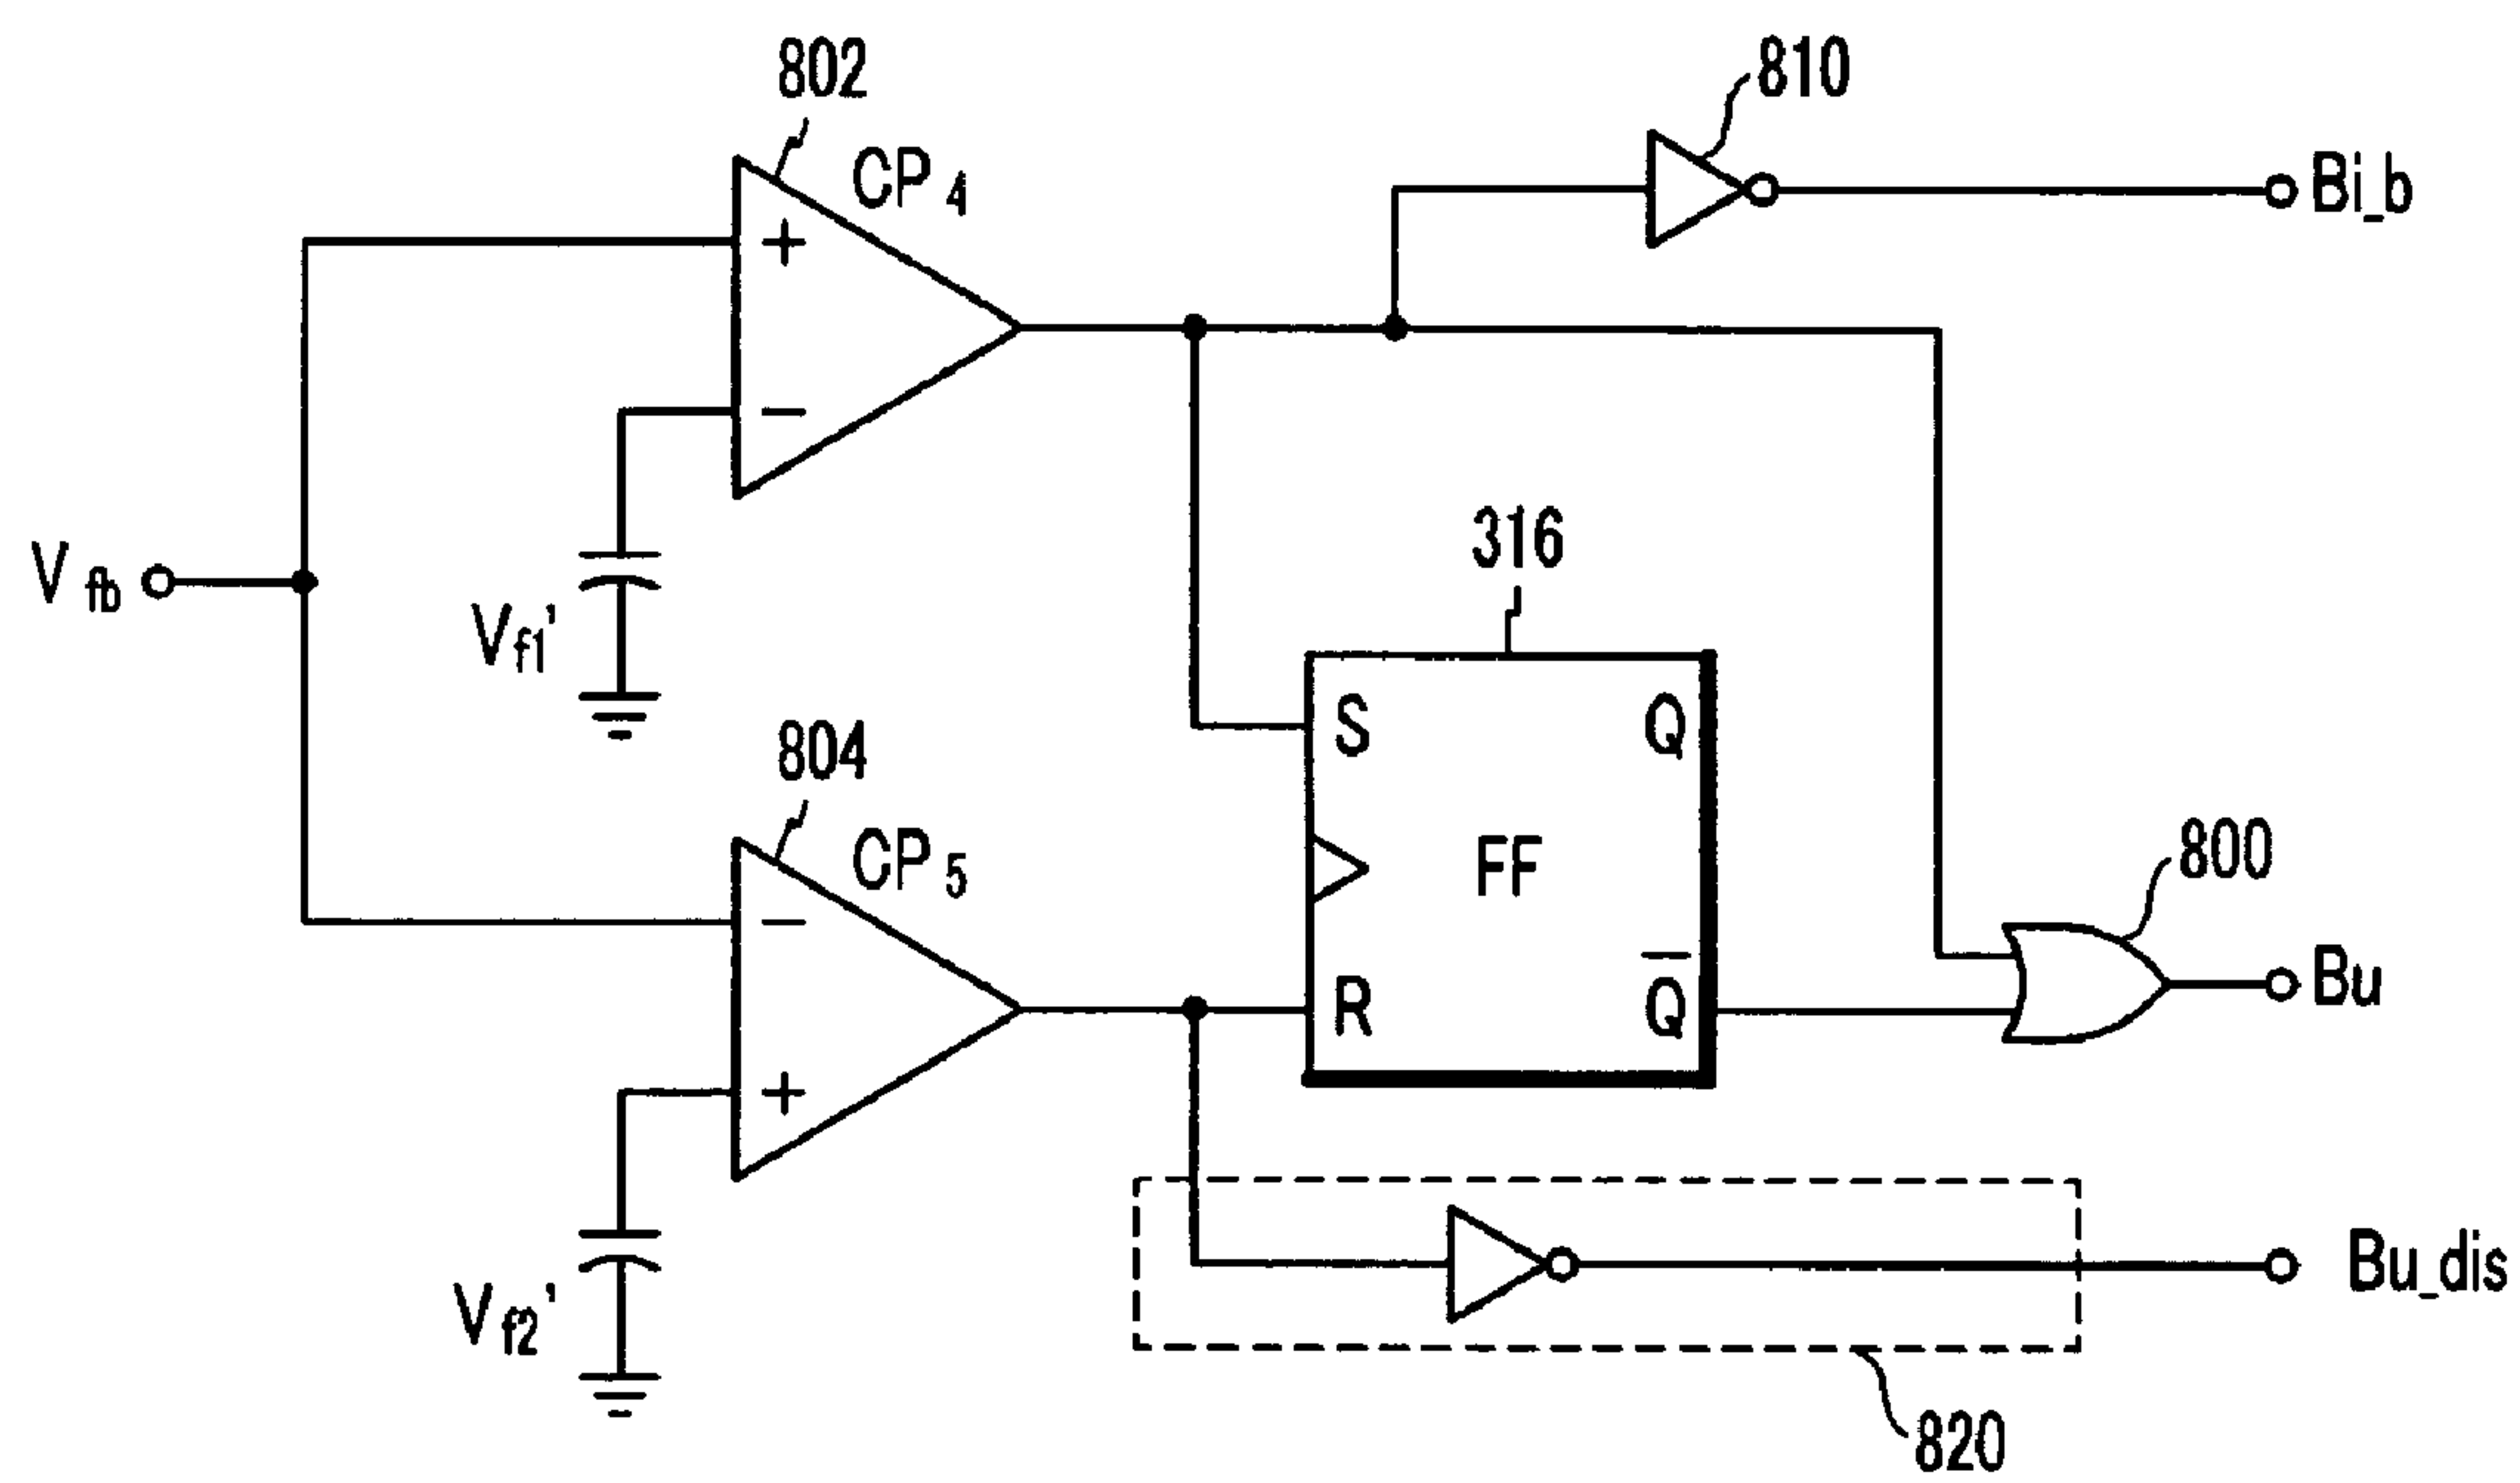 802
CP4
810
Bi_b
+
−
Vfb
Vf1'
316
S
Q
FF
R
Q̅
804
CP5
−
+
800
Bu
Vf2'
Bu_dis
820